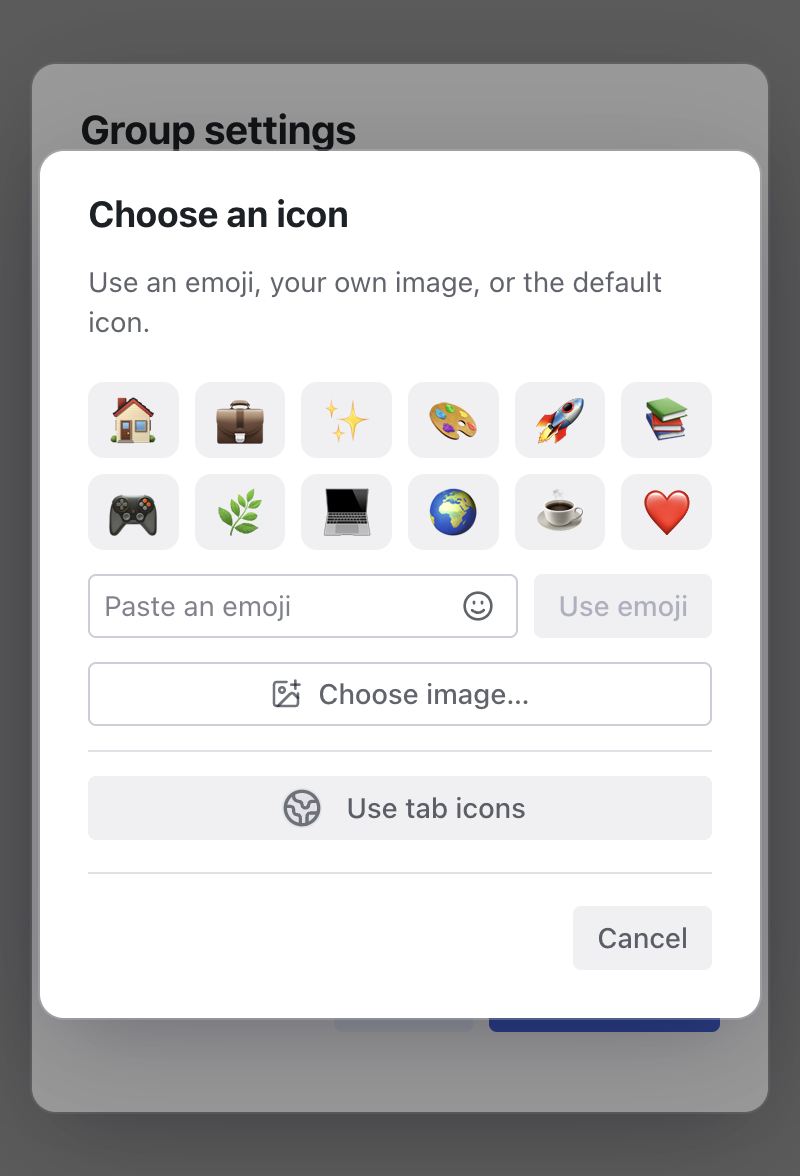 Group settings
Choose an icon
Use an emoji, your own image, or the default
icon.
Paste an emoji
Use emoji
Choose image...
Use tab icons
Cancel